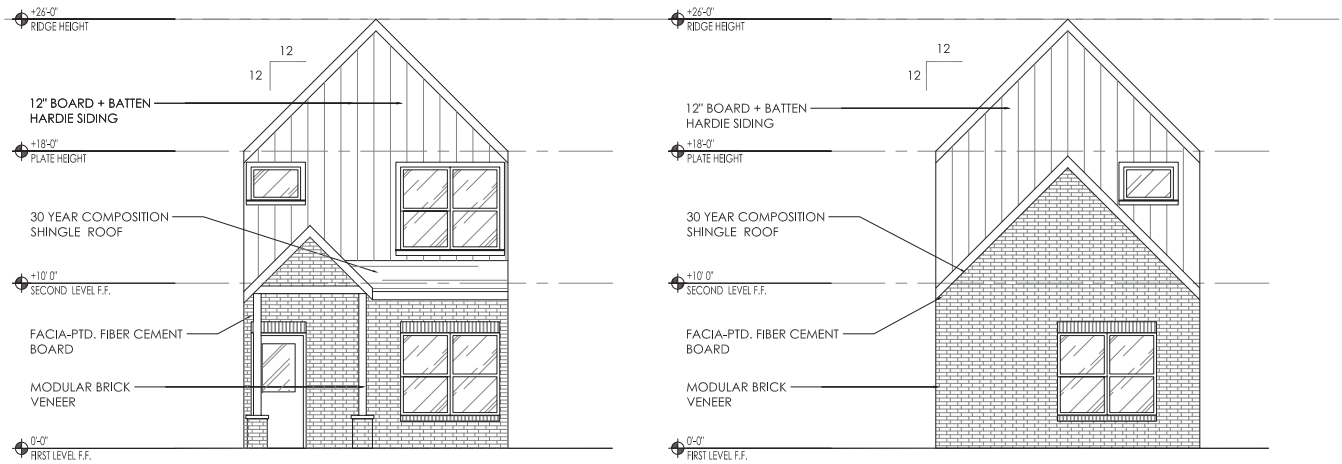 +26'-0"
RIDGE HEIGHT
12
12
12" BOARD + BATTEN
HARDIE SIDING
+18'-0"
PLATE HEIGHT
30 YEAR COMPOSITION
SHINGLE ROOF
+10' 0"
SECOND LEVEL F.F.
FACIA-PTD. FIBER CEMENT
BOARD
MODULAR BRICK
VENEER
0'-0"
FIRST LEVEL F.F.
+26'-0"
RIDGE HEIGHT
12
12
12" BOARD + BATTEN
HARDIE SIDING
+18'-0"
PLATE HEIGHT
30 YEAR COMPOSITION
SHINGLE ROOF
+10' 0"
SECOND LEVEL F.F.
FACIA-PTD. FIBER CEMENT
BOARD
MODULAR BRICK
VENEER
0'-0"
FIRST LEVEL F.F.